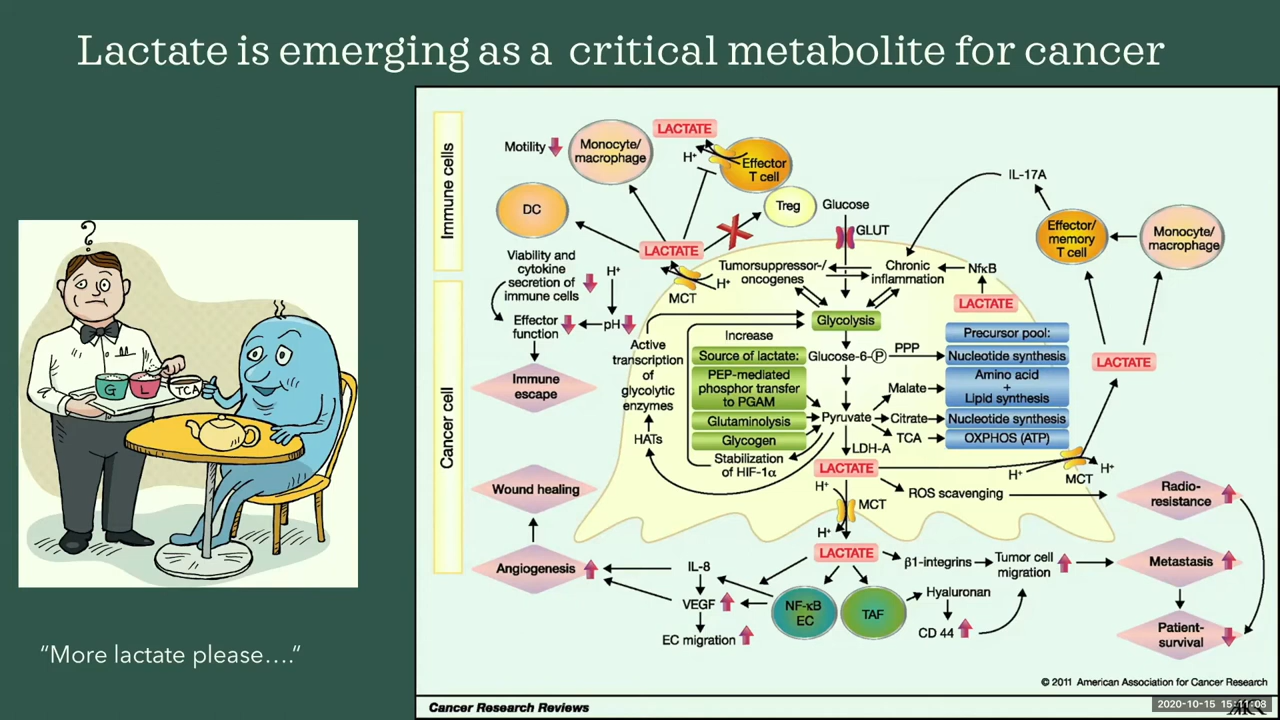 Lactate is emerging as a critical metabolite for cancer
?
G
L
TCA
“More lactate please….”
Immune cells
Cancer cell
Motility
Monocyte/
macrophage
LACTATE
H+
Effector
T cell
DC
Treg
LACTATE
Glucose
GLUT
IL-17A
Effector/
memory
T cell
Monocyte/
macrophage
Viability and
cytokine
secretion of
immune cells
H+
MCT
H+
Tumorsuppressor-/
oncogenes
Chronic
inflammation
NfκB
LACTATE
Effector
function
pH
Immune
escape
Active
transcription
of
glycolytic
enzymes
HATs
Increase
Source of lactate:
PEP-mediated
phosphor transfer
to PGAM
Glutaminolysis
Glycogen
Stabilization
of HIF-1α
Glycolysis
Glucose-6-P
PPP
Pyruvate
Malate
Citrate
TCA
LDH-A
LACTATE
Precursor pool:
Nucleotide synthesis
Amino acid
+
Lipid synthesis
Nucleotide synthesis
OXPHOS (ATP)
LACTATE
H+
H+
MCT
ROS scavenging
Radio-
resistance
H+
MCT
H+
LACTATE
Wound healing
Angiogenesis
IL-8
VEGF
EC migration
NF-κB
EC
TAF
β1-integrins
Tumor cell
migration
Hyaluronan
CD 44
Metastasis
Patient-
survival
© 2011 American Association for Cancer Research
Cancer Research Reviews
2020-10-15 15:11:08